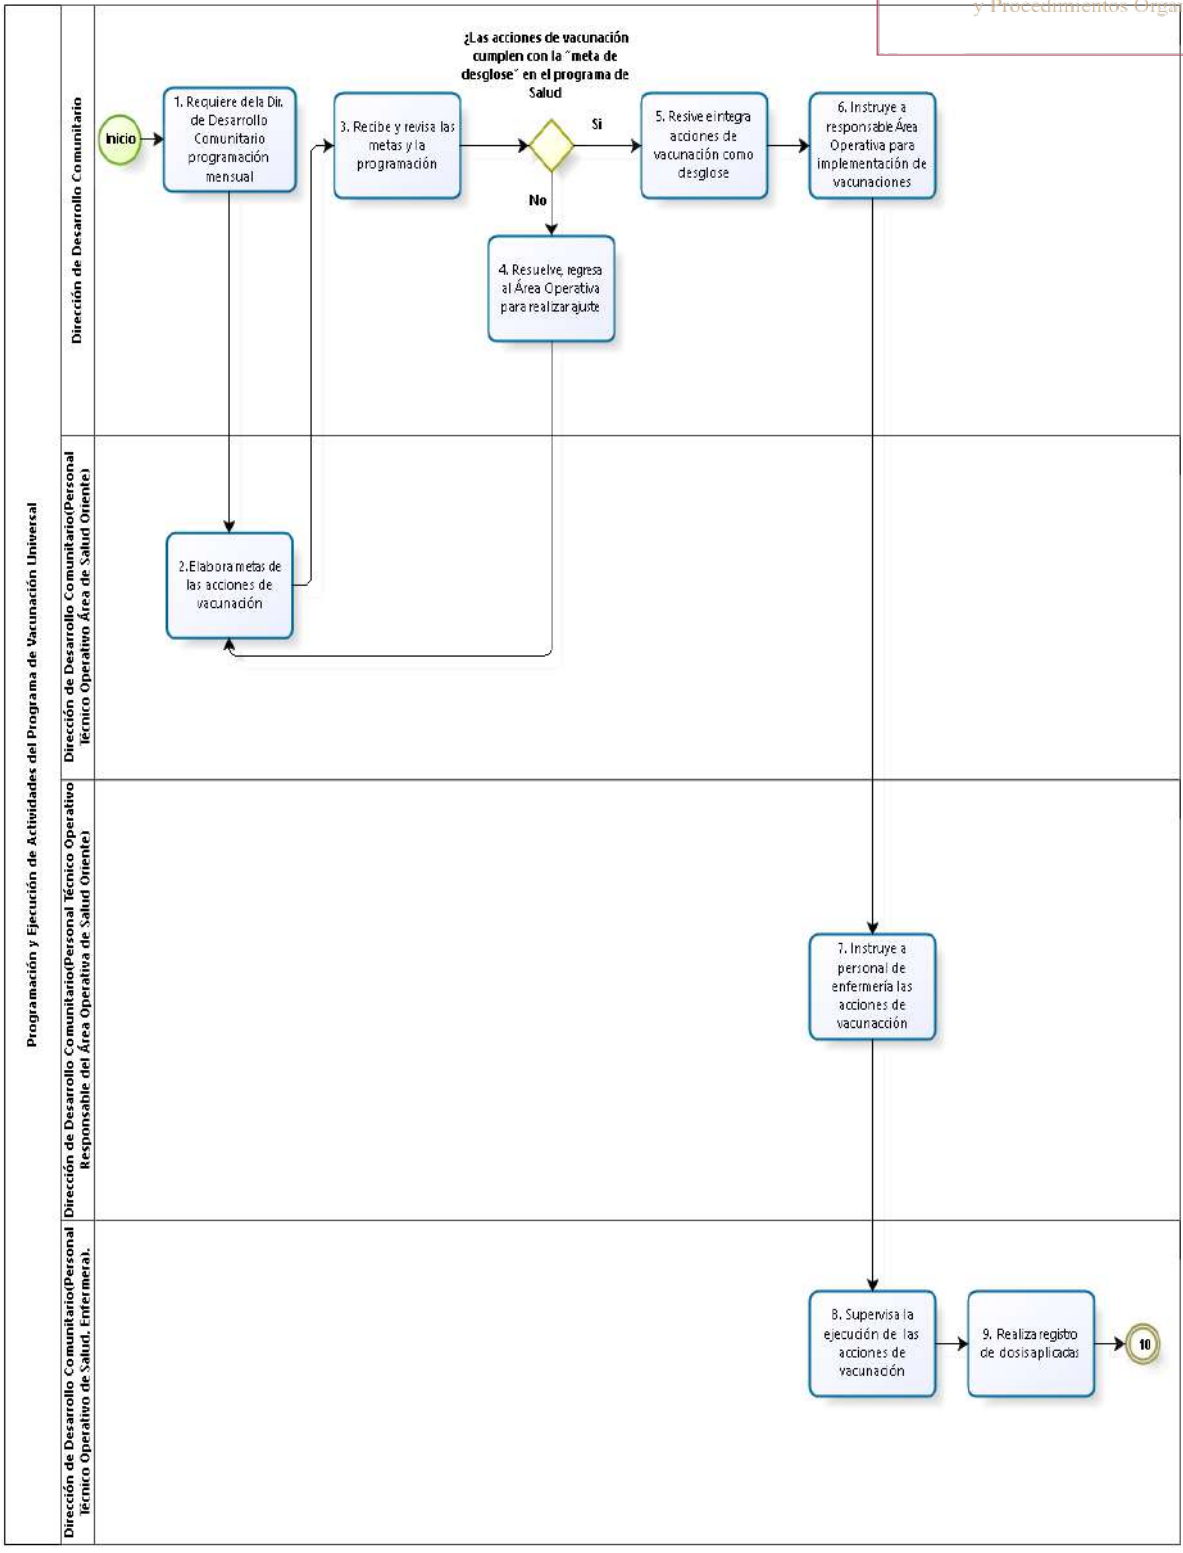 y Procedimientos Orga
¿Las acciones de vacunación
cumplen con la ¨meta de
desglose¨ en el programa de
Salud
Inicio
1. Requiere dela Dir.
de Desarrollo
Comunitario
programación
mensual
3. Recibe y revisa las
metas y la
programación
Si
No
5. Resive e integra
acciones de
vacunación como
desglose
6. Instruye a
responsable Área
Operativa para
implementación de
vacunaciones
4. Resuelve, regresa
al Área Operativa
para realizar ajuste
Dirección de Desarrollo Comunitario
2.Elabora metas de
las acciones de
vacunación
Dirección de Desarrollo Comunitario(Personal
Técnico Operativo Área de Salud Oriente)
Programación y Ejecución de Actividades del Programa de Vacunación Universal
7. Instruye a
personal de
enfermería las
acciones de
vacunacción
Dirección de Desarrollo Comunitario(Personal Técnico Operativo
Responsable del Área Operativa de Salud Oriente)
8. Supervisa la
ejecución de las
acciones de
vacunación
9. Realiza registro
de dosis aplicadas
10
Dirección de Desarrollo Comunitario(Personal
Técnico Operativo de Salud. Enfermera).